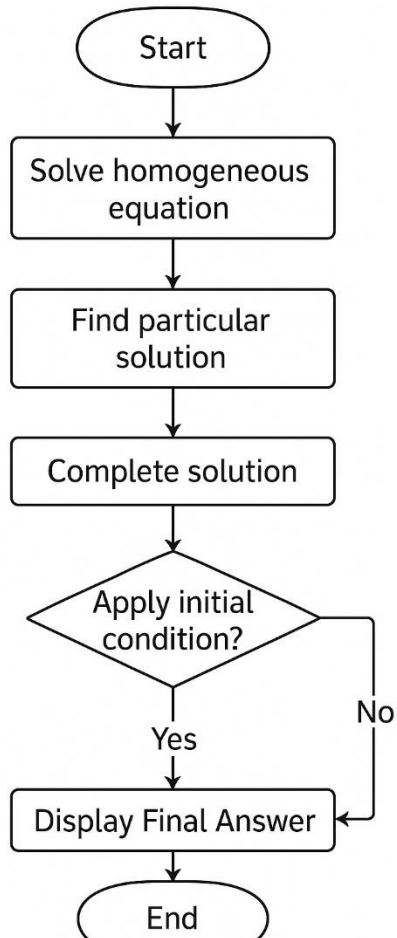 Start
Solve homogeneous
equation
Find particular
solution
Complete solution
Apply initial
condition?
No
Yes
Display Final Answer
End